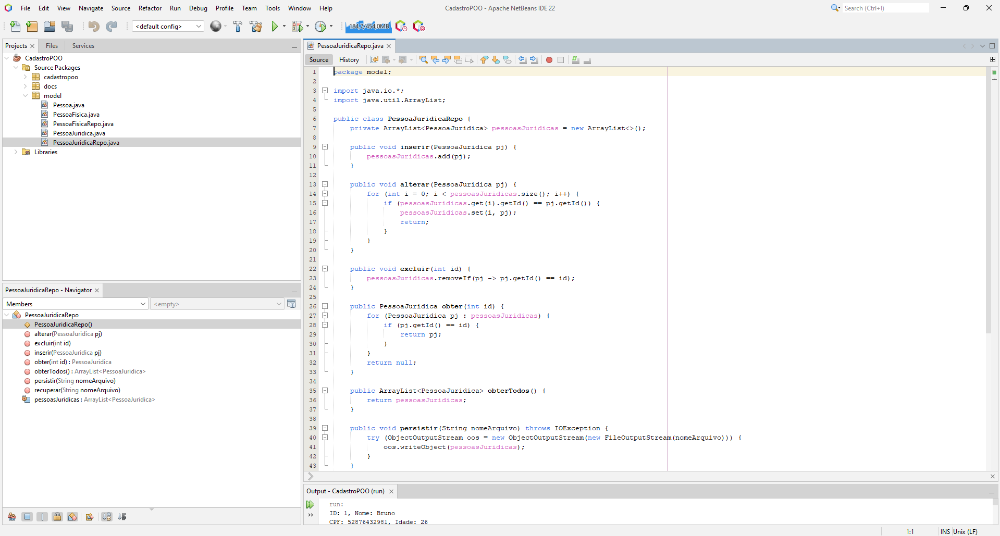 File Edit View Navigate Source Refactor Run Debug Profile Team Tools Window Help
CadastroPOO - Apache NetBeans IDE 22
Search (Ctrl+I)
<default config>
184,7/454,0MB
Projects Files Services
CadastroPOO
Source Packages
cadastropoo
docs
model
Pessoa.java
PessoaFisica.java
PessoaFisicaRepo.java
PessoaJuridica.java
PessoaJuridicaRepo.java
Libraries
PessoaJuridicaRepo - Navigator
Members <empty>
PessoaJuridicaRepo
PessoaJuridicaRepo()
alterar(PessoaJuridica pj)
excluir(int id)
inserir(PessoaJuridica pj)
obter(int id) : PessoaJuridica
obterTodos() : ArrayList<PessoaJuridica>
persistir(String nomeArquivo)
recuperar(String nomeArquivo)
pessoasJuridicas : ArrayList<PessoaJuridica>
PessoaJuridicaRepo.java
Source History
1 package model;
2
3 import java.io.*;
4 import java.util.ArrayList;
5
6 public class PessoaJuridicaRepo {
7 private ArrayList<PessoaJuridica> pessoasJuridicas = new ArrayList<>();
8
9 public void inserir(PessoaJuridica pj) {
10 pessoasJuridicas.add(pj);
11 }
12
13 public void alterar(PessoaJuridica pj) {
14 for (int i = 0; i < pessoasJuridicas.size(); i++) {
15 if (pessoasJuridicas.get(i).getId() == pj.getId()) {
16 pessoasJuridicas.set(i, pj);
17 return;
18 }
19 }
20 }
21
22 public void excluir(int id) {
23 pessoasJuridicas.removeIf(pj -> pj.getId() == id);
24 }
25
26 public PessoaJuridica obter(int id) {
27 for (PessoaJuridica pj : pessoasJuridicas) {
28 if (pj.getId() == id) {
29 return pj;
30 }
31 }
32 return null;
33 }
34
35 public ArrayList<PessoaJuridica> obterTodos() {
36 return pessoasJuridicas;
37 }
38
39 public void persistir(String nomeArquivo) throws IOException {
40 try (ObjectOutputStream oos = new ObjectOutputStream(new FileOutputStream(nomeArquivo))) {
41 oos.writeObject(pessoasJuridicas);
42 }
43 }
Output - CadastroPOO (run)
run:
ID: 1, Nome: Bruno
CPF: 52876432981, Idade: 26
1:1 INS Unix (LF)